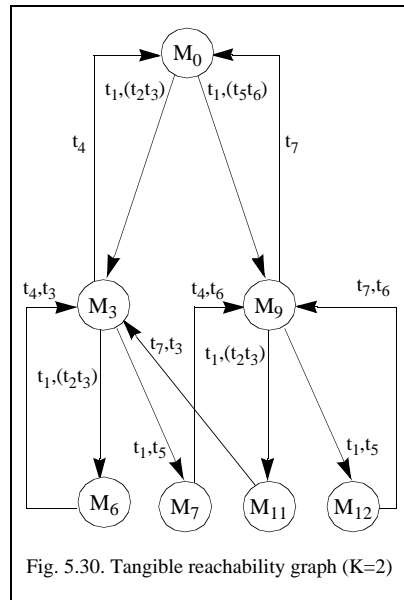 M0
t1,(t2t3) t1,(t5t6)
t4 t7
t4,t3 M3 t4,t6 M9 t7,t6
t7,t3
t1,(t2t3) t1,(t2t3)
t1,t5 t1,t5
M6 M7 M11 M12
Fig. 5.30. Tangible reachability graph (K=2)